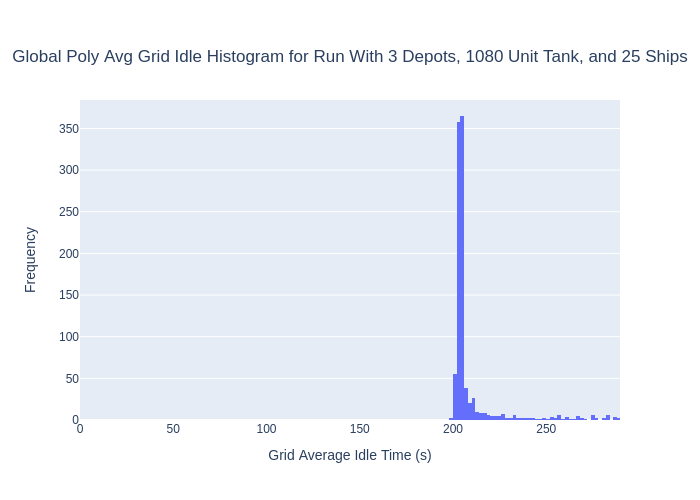 Global Poly Avg Grid Idle Histogram for Run With 3 Depots, 1080 Unit Tank, and 25 Ships
350
300
250
200
150
100
50
0
Frequency
0 50 100 150 200 250
Grid Average Idle Time (s)